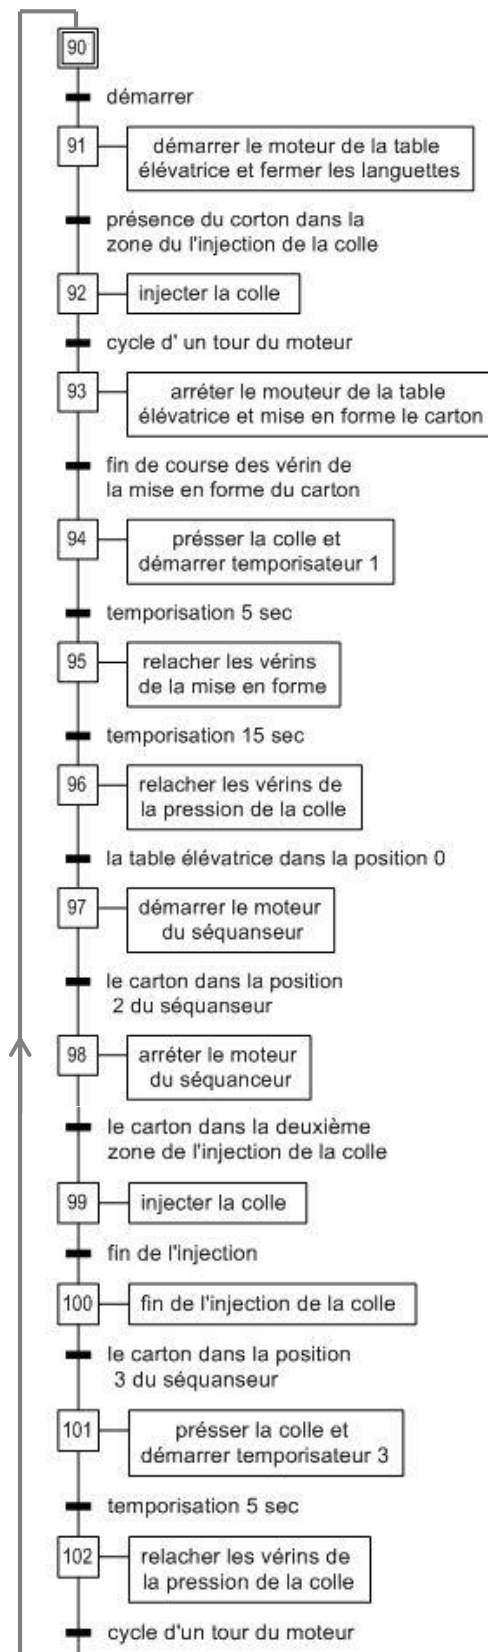 90
démarrer
91
démarrer le moteur de la table
élévatrice et fermer les languettes
présence du corton dans la
zone du l'injection de la colle
92
injecter la colle
cycle d' un tour du moteur
93
arréter le mouteur de la table
élévatrice et mise en forme le carton
fin de course des vérin de
la mise en forme du carton
94
présser la colle et
démarrer temporisateur 1
temporisation 5 sec
95
relacher les vérins
de la mise en forme
temporisation 15 sec
96
relacher les vérins de
la pression de la colle
la table élévatrice dans la position 0
97
démarrer le moteur
du séquanseur
le carton dans la position
2 du séquanseur
98
arréter le moteur
du séquanceur
le carton dans la deuxième
zone de l'injection de la colle
99
injecter la colle
fin de l'injection
100
fin de l'injection de la colle
le carton dans la position
3 du séquanseur
101
présser la colle et
démarrer temporisateur 3
temporisation 5 sec
102
relacher les vérins de
la pression de la colle
cycle d'un tour du moteur